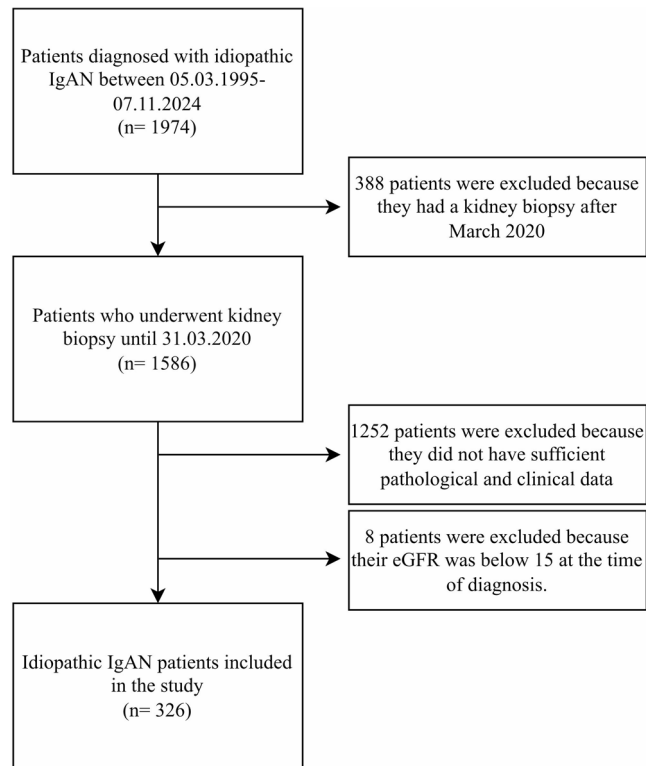 Patients diagnosed with idiopathic
IgAN between 05.03.1995-
07.11.2024
(n= 1974)
388 patients were excluded because
they had a kidney biopsy after
March 2020
Patients who underwent kidney
biopsy until 31.03.2020
(n= 1586)
1252 patients were excluded because
they did not have sufficient
pathological and clinical data
8 patients were excluded because
their eGFR was below 15 at the time
of diagnosis.
Idiopathic IgAN patients included
in the study
(n= 326)